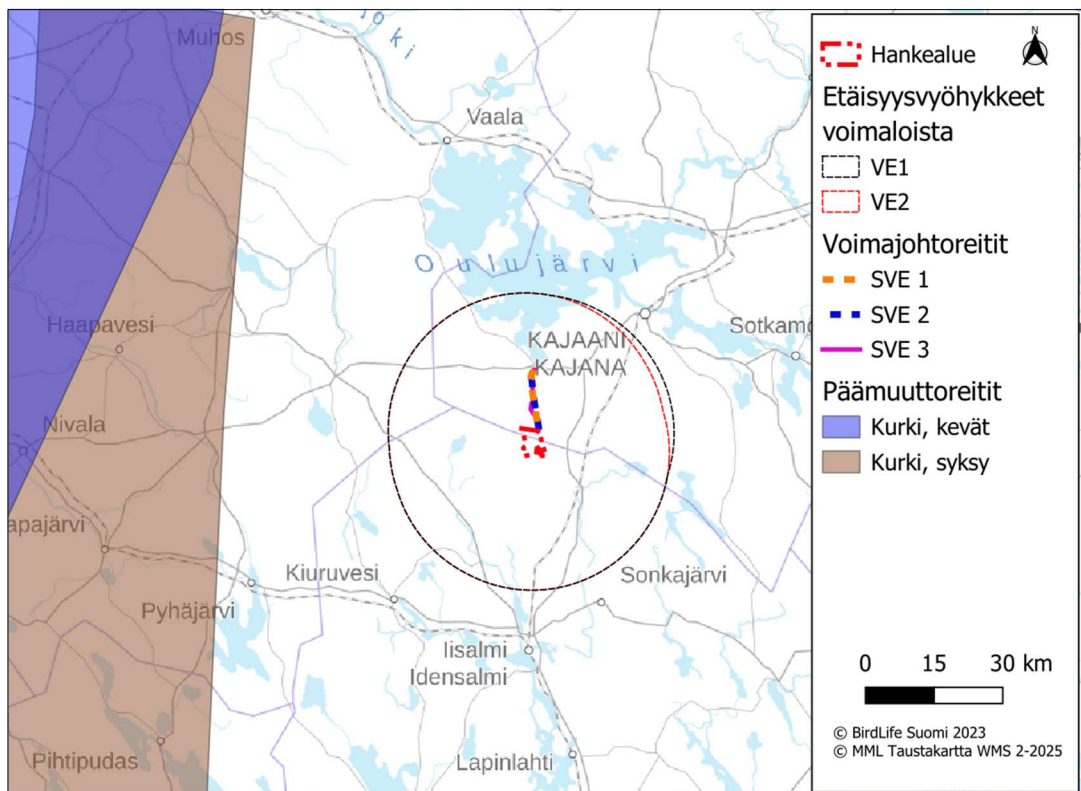 Muhos
joki
Vaala
Oulujärvi
Haapavesi
Sotkamo
KAJAANI
KAJANA
Nivala
apajärvi
Kiuruvesi
Sonkajärvi
Pyhäjärvi
Iisalmi
Idensalmi
Pihtipudas
Lapinlahti
Hankealue
N
Etäisyysvyöhykkeet
voimaloista
VE1
VE2
Voimajohtoreitit
SVE 1
SVE 2
SVE 3
Päämuuttoreitit
Kurki, kevät
Kurki, syksy
0 15 30 km
© BirdLife Suomi 2023
© MML Taustakartta WMS 2-2025